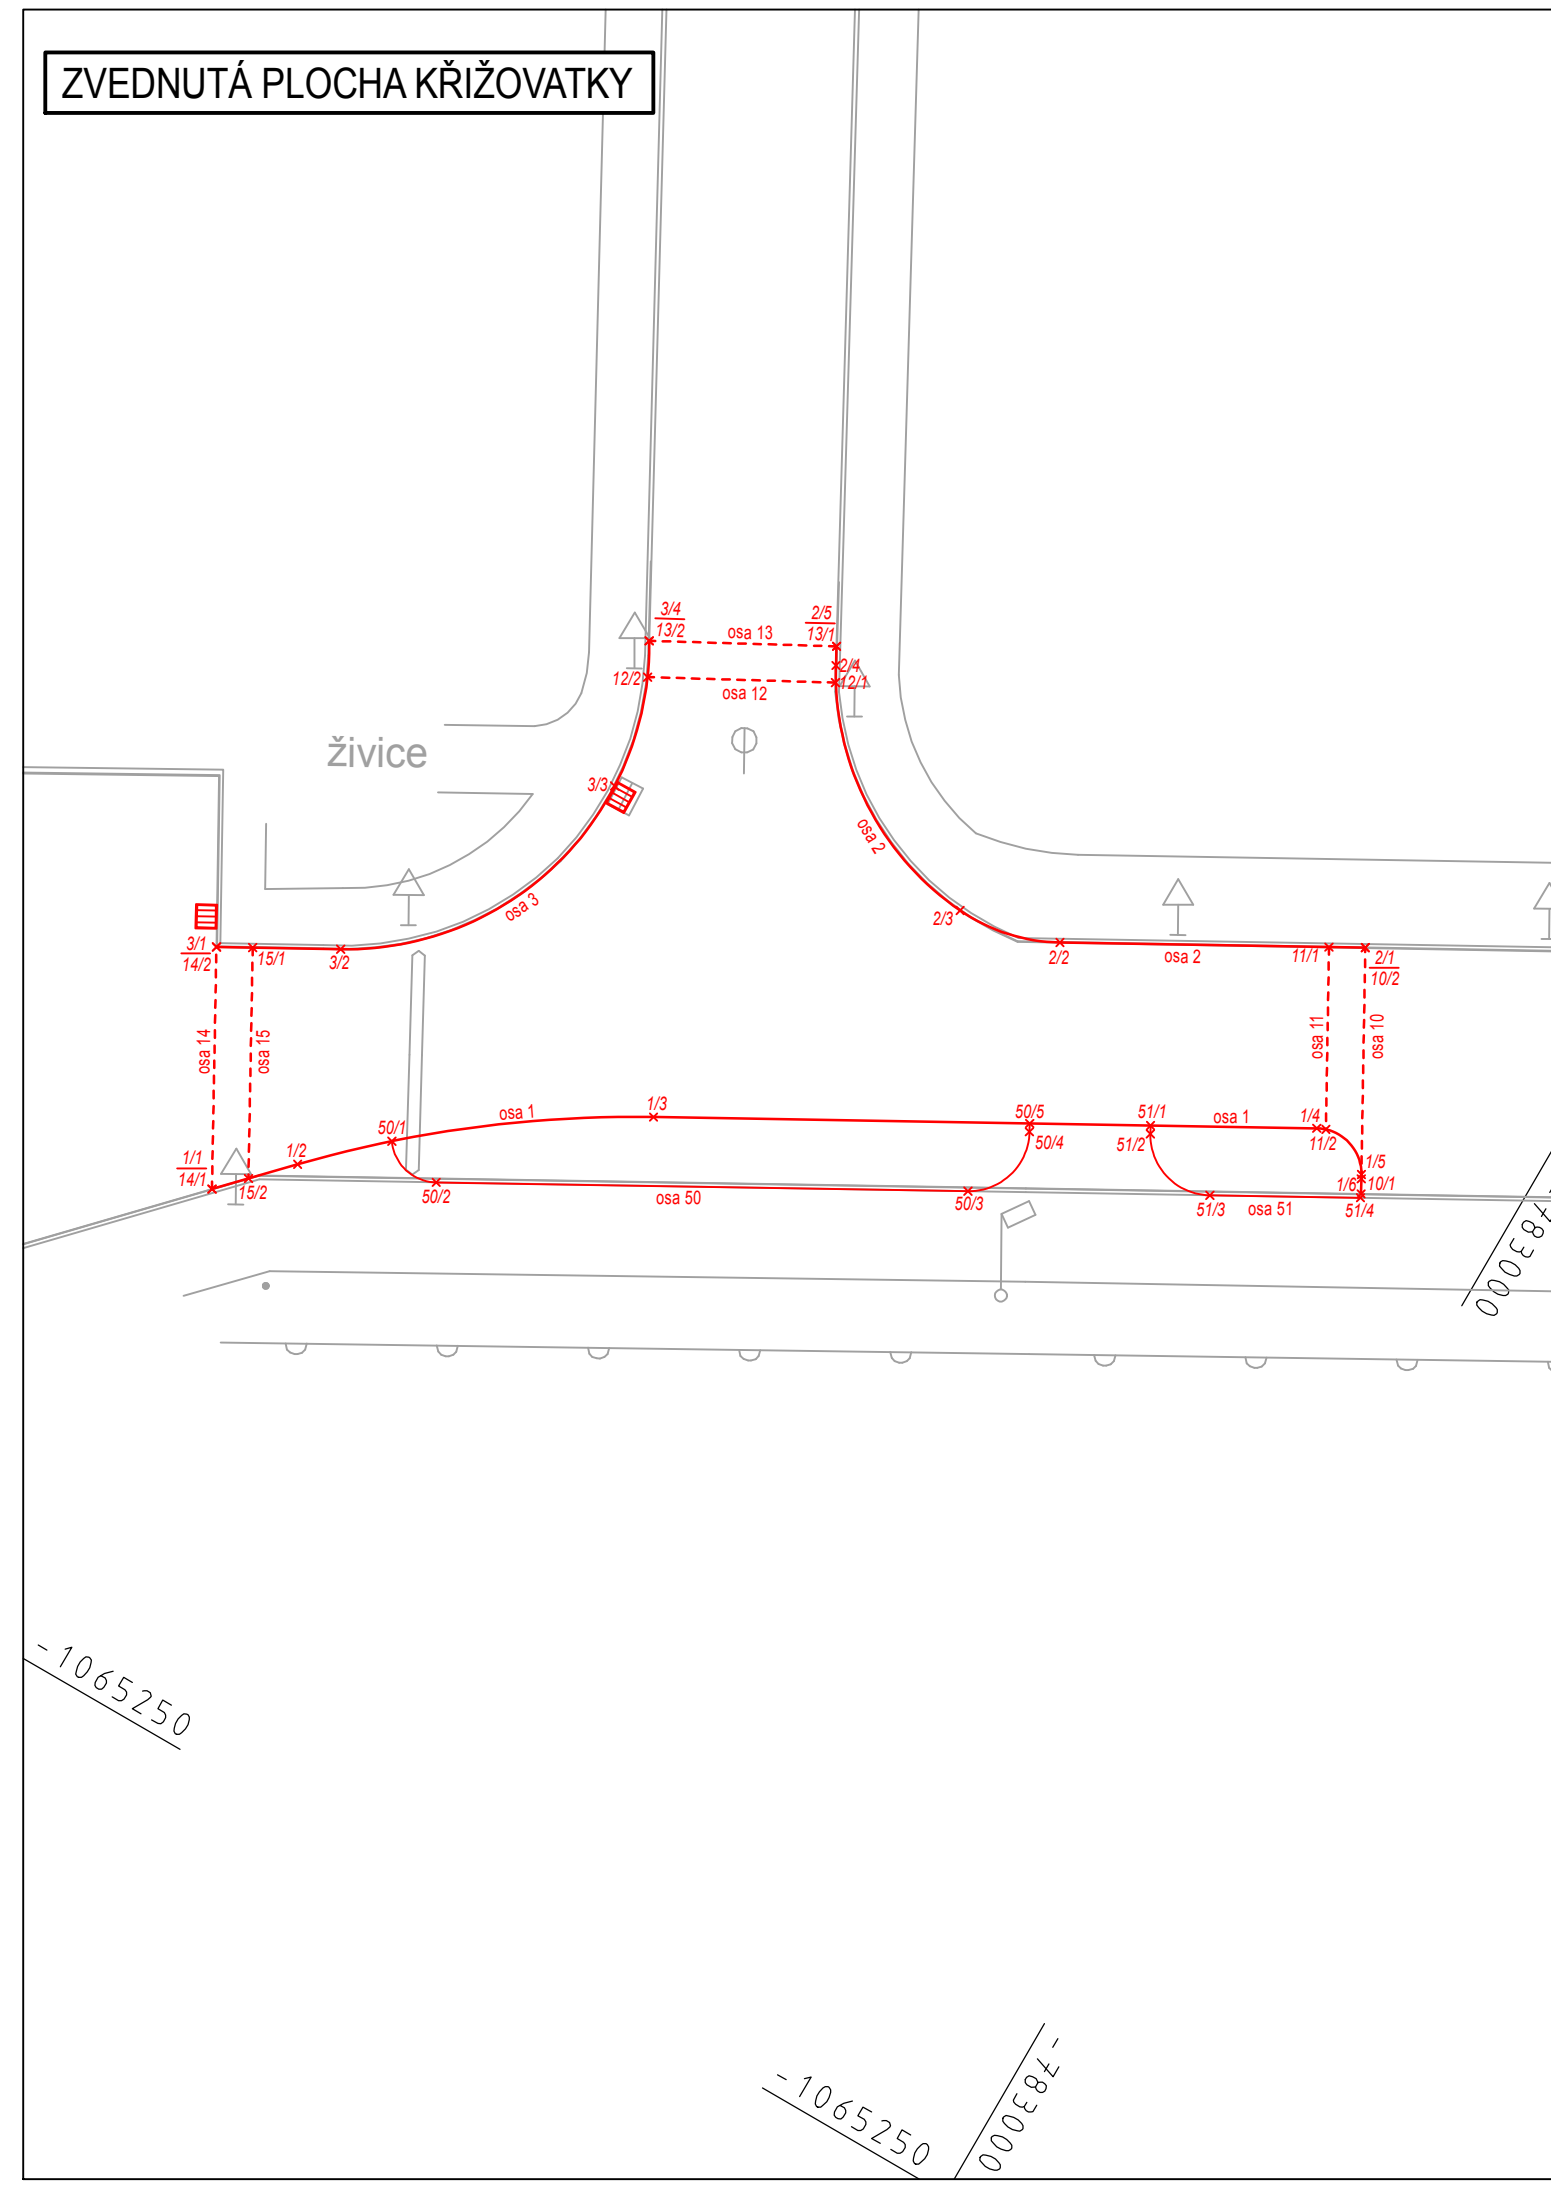 ZVEDNUTÁ PLOCHA KŘIŽOVATKY
3/4
13/2
osa 13
2/5
13/1
2/4
12/2
osa 12
12/1
živice
3/3
osa 2
osa 3
2/3
3/1
14/2
15/1
3/2
2/2
osa 2
11/1
2/1
10/2
osa 14
osa 15
osa 11
osa 10
osa 1
1/3
50/5
51/1
osa 1
1/4
50/1
50/4
51/2
11/2
1/2
1/1
14/1
1/5
15/2
50/2
osa 50
50/3
51/3
osa 51
1/6
10/1
51/4
-783000
-1065250
-1065250
-783000